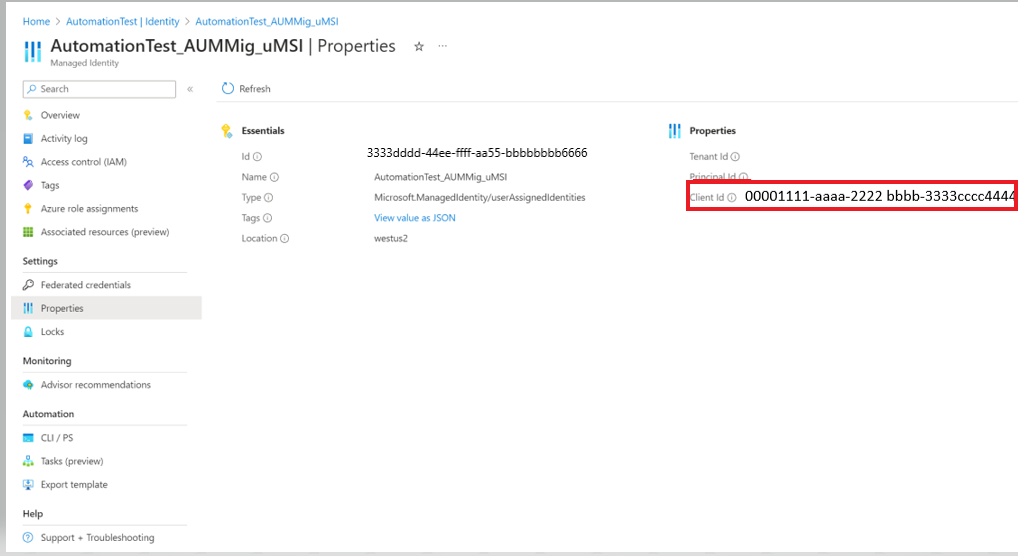 Home > AutomationTest | Identity > AutomationTest_AUMMig_uMSI
AutomationTest_AUMMig_uMSI | Properties
Managed Identity
Search
Refresh
Overview
Activity log
Access control (IAM)
Tags
Azure role assignments
Associated resources (preview)
Settings
Federated credentials
Properties
Locks
Monitoring
Advisor recommendations
Automation
CLI / PS
Tasks (preview)
Export template
Help
Support + Troubleshooting
Essentials
Id 3333dddd-44ee-ffff-aa55-bbbbbbbb6666
Name AutomationTest_AUMMig_uMSI
Type Microsoft.ManagedIdentity/userAssignedIdentities
Tags View value as JSON
Location westus2
Properties
Tenant Id
Principal Id
Client Id 00001111-aaaa-2222 bbbb-3333cccc4444